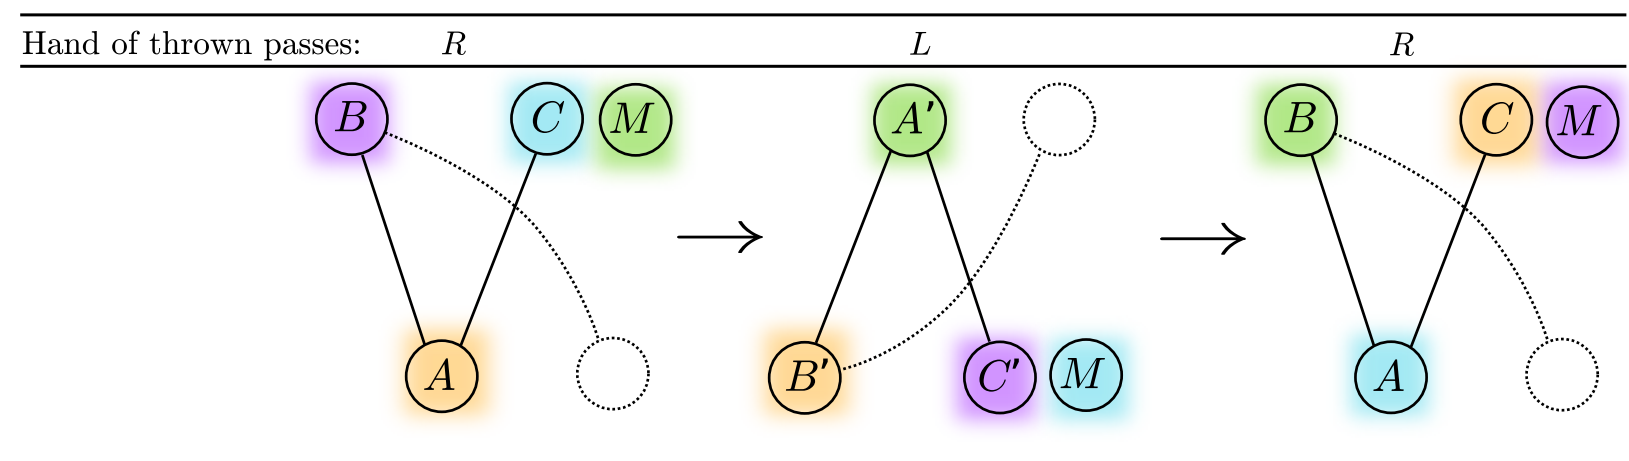 Hand of thrown passes: R L R
B C M A' B C M
A B' C' M A